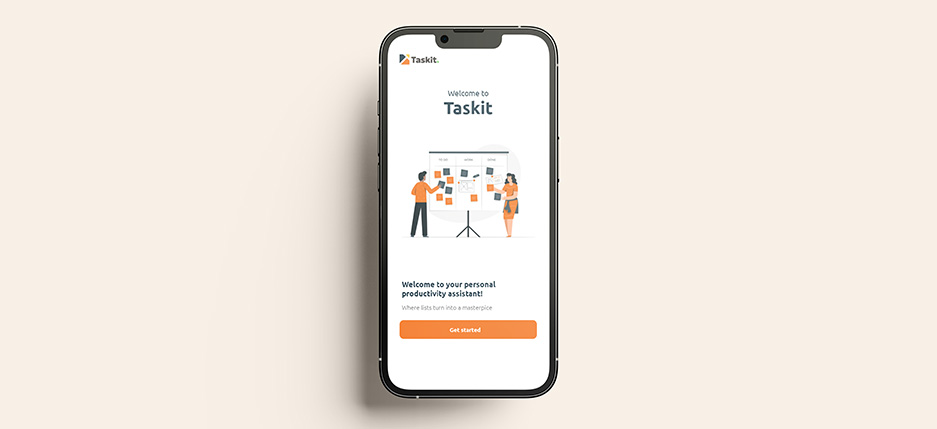 Taskit.
Welcome to
Taskit
Welcome to your personal
productivity assistant!
Where lists turn into a masterpice
Get started